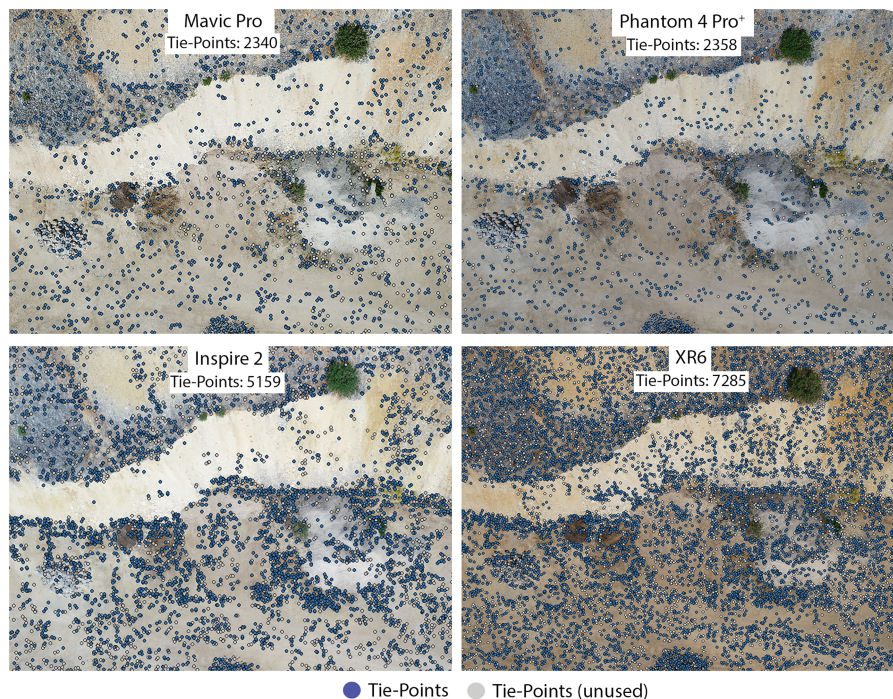 Mavic Pro
Tie-Points: 2340
Phantom 4 Pro⁺
Tie-Points: 2358
Inspire 2
Tie-Points: 5159
XR6
Tie-Points: 7285
Tie-Points
Tie-Points (unused)